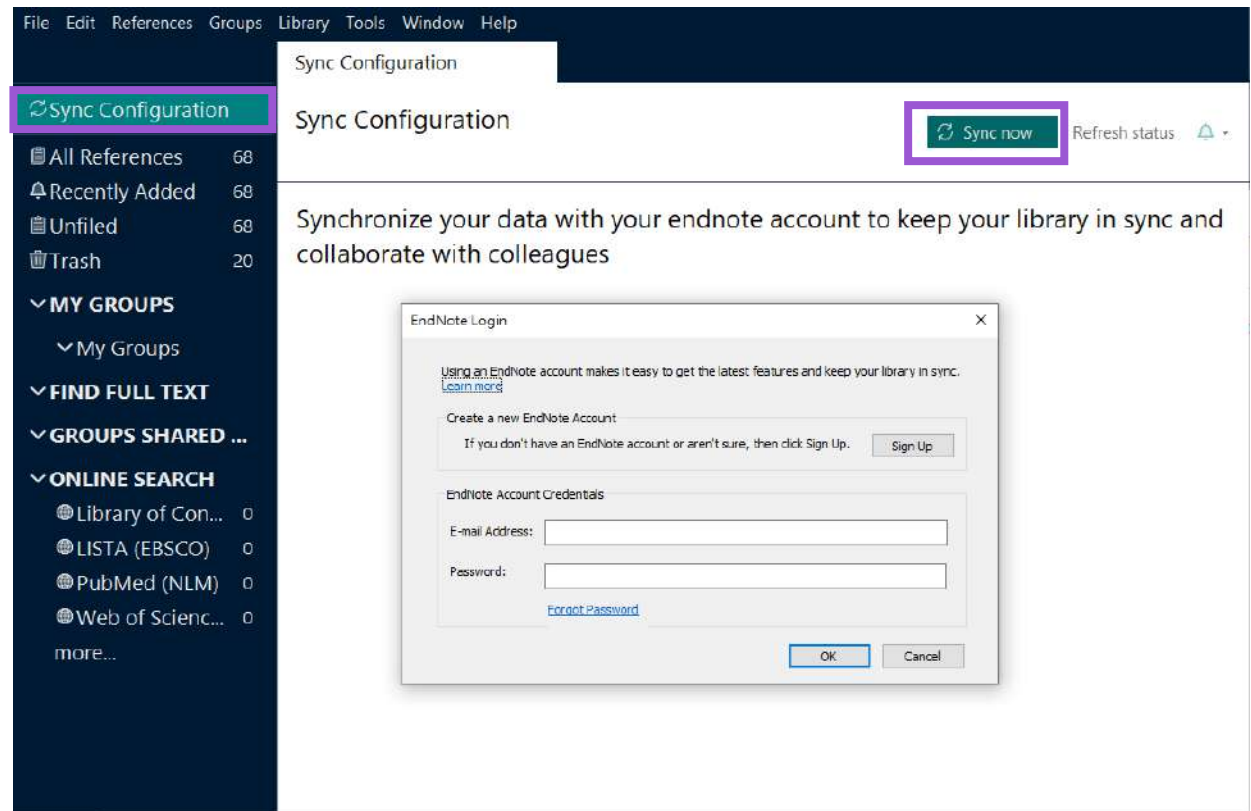 File Edit References Groups Library Tools Window Help
Sync Configuration
Sync Configuration
All References 68
Recently Added 68
Unfiled 68
Trash 20
MY GROUPS
My Groups
FIND FULL TEXT
GROUPS SHARED ...
ONLINE SEARCH
Library of Con... 0
LISTA (EBSCO) 0
PubMed (NLM) 0
Web of Scienc... 0
more...
Sync Configuration
Sync now
Refresh status
Synchronize your data with your endnote account to keep your library in sync and
collaborate with colleagues
EndNote Login
Using an EndNote account makes it easy to get the latest features and keep your library in sync.
Learn more
Create a new EndNote Account
If you don't have an EndNote account or aren't sure, then click Sign Up.
Sign Up
EndNote Account Credentials
E-mail Address:
Password:
Forgot Password
OK
Cancel